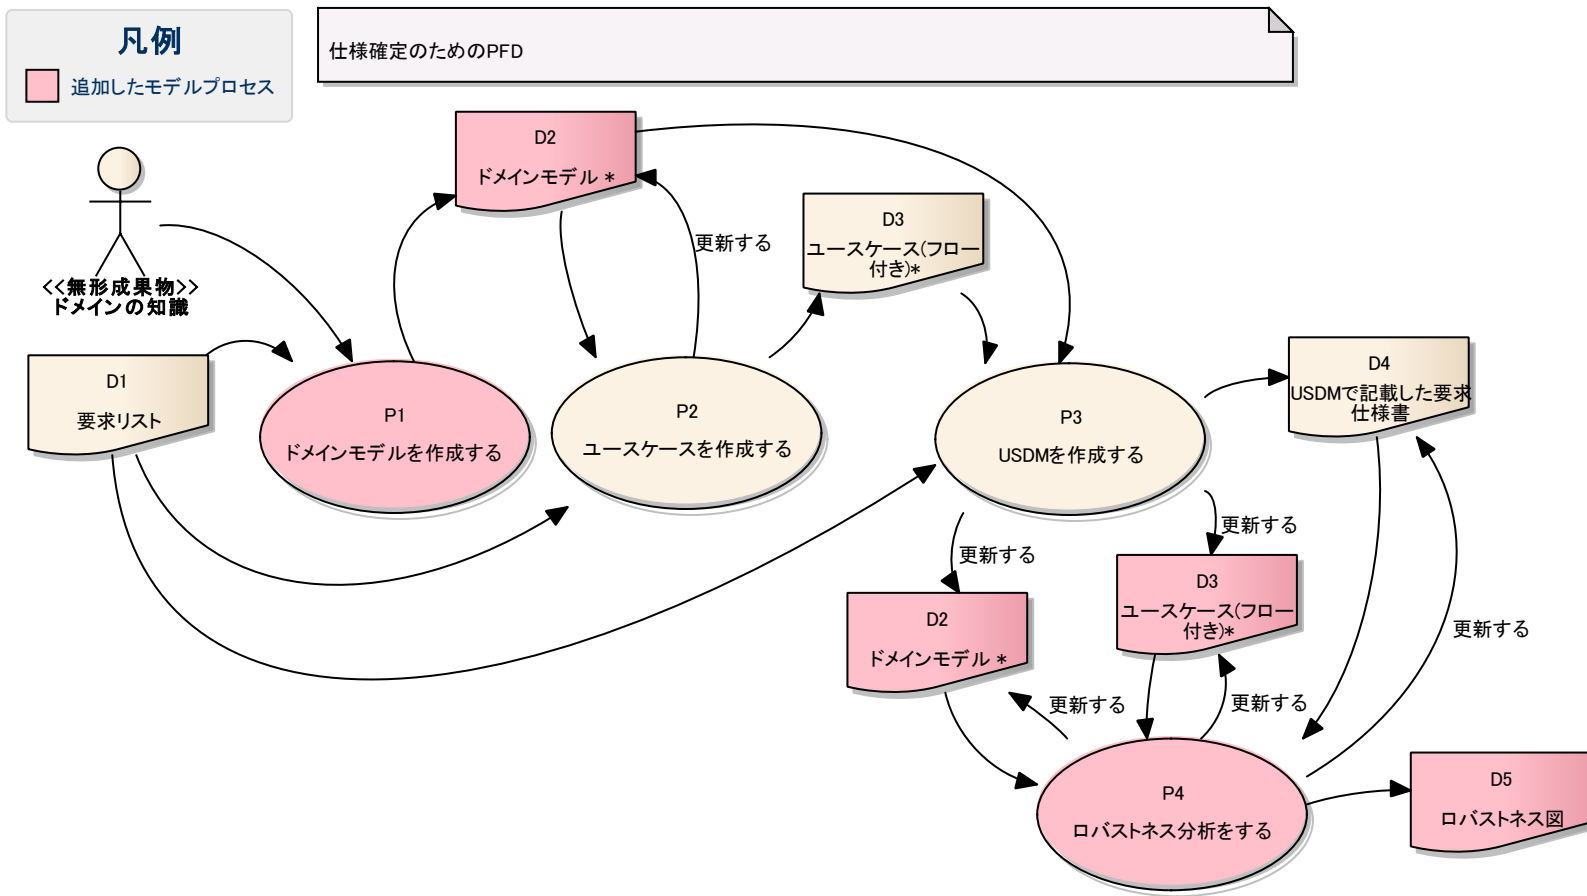 凡例
追加したモデルプロセス
仕様確定のためのPFD
D2
ドメインモデル *
更新する
D3
ユースケース(フロー
付き)*
<<無形成果物>>
ドメインの知識
D1
要求リスト
P1
ドメインモデルを作成する
P2
ユースケースを作成する
P3
USDMを作成する
D4
USDMで記載した要求
仕様書
更新する
更新する
D2
ドメインモデル *
D3
ユースケース(フロー
付き)*
更新する
更新する
更新する
P4
ロバストネス分析をする
D5
ロバストネス図